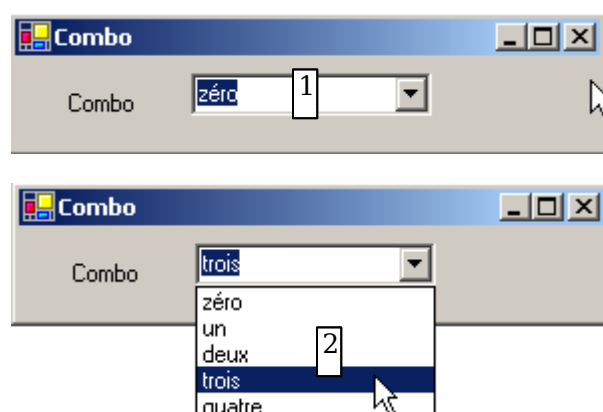 Combo
Combo zéro 1
Combo
Combo trois
zéro
un
deux 2
trois
quatre